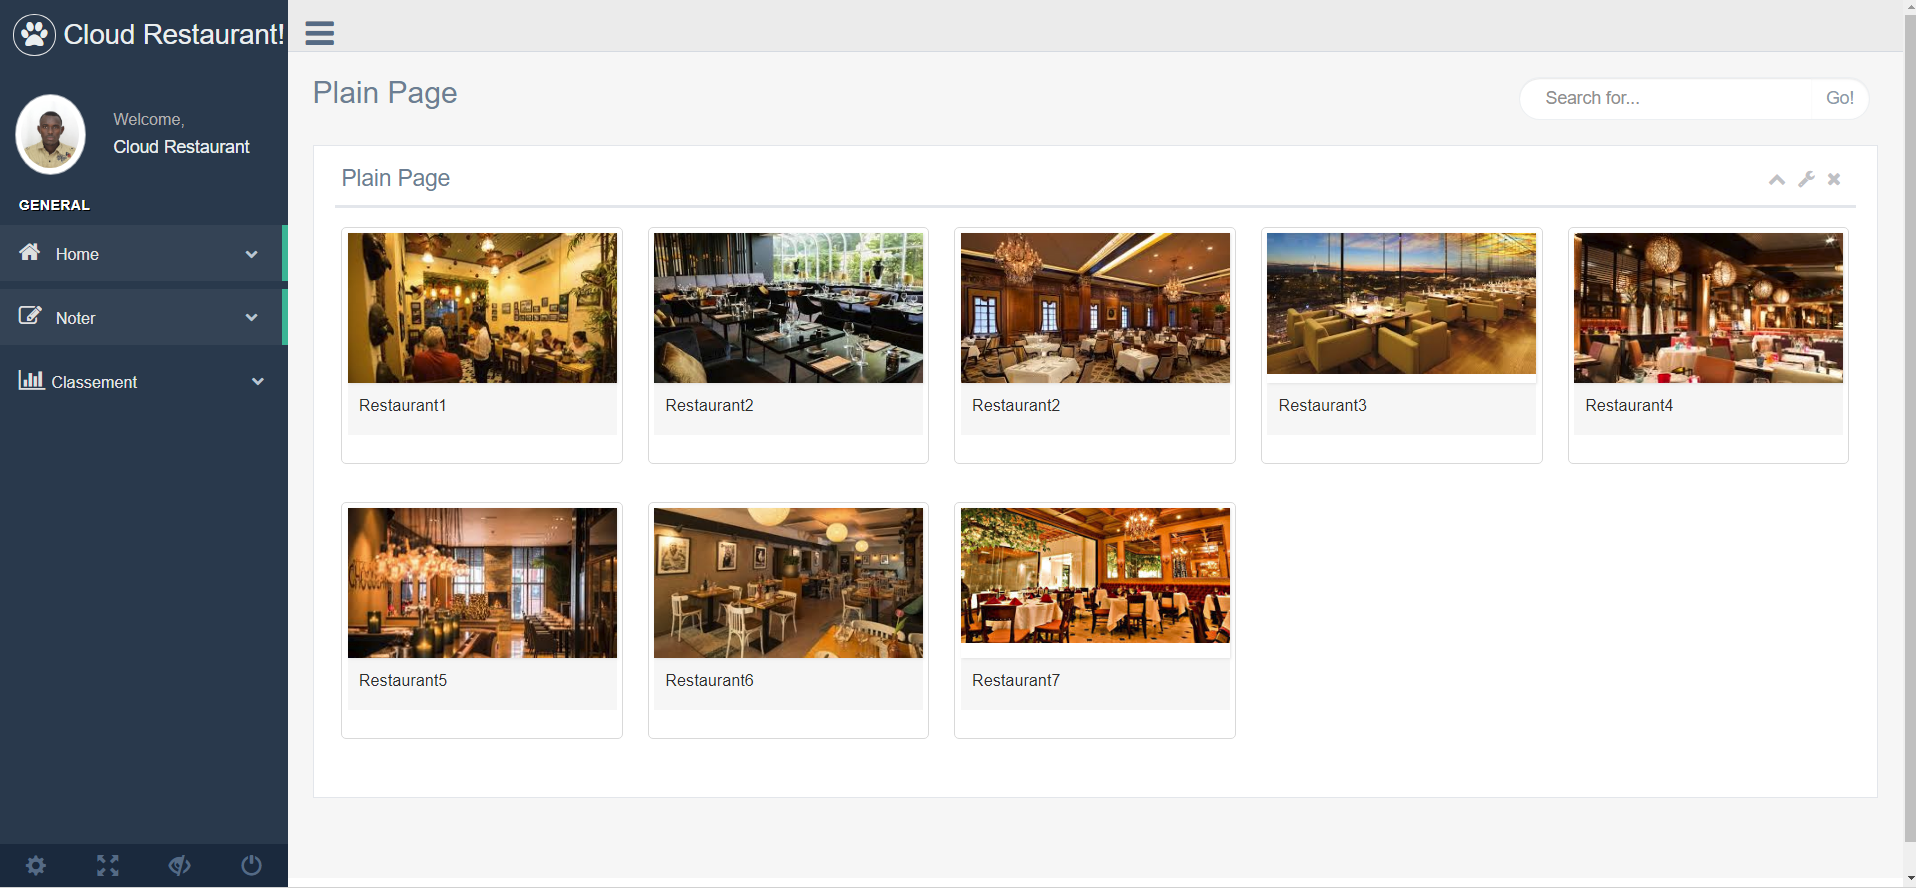 Cloud Restaurant!
Welcome,
Cloud Restaurant
GENERAL
Home
Noter
Classement
Plain Page
Search for...
Go!
Plain Page
Restaurant1
Restaurant2
Restaurant2
Restaurant3
Restaurant4
Restaurant5
Restaurant6
Restaurant7